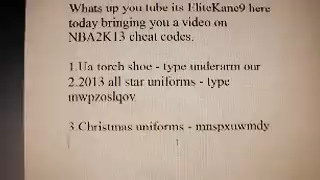 Whats up you tube its EliteKane9 here
today bringing you a video on
NBA2K13 cheat codes.
1.Ua torch shoe - type underarm our
2.2013 all star uniforms - type
inwpzoslqov
3.Christmas uniforms - mnspxuwmdy